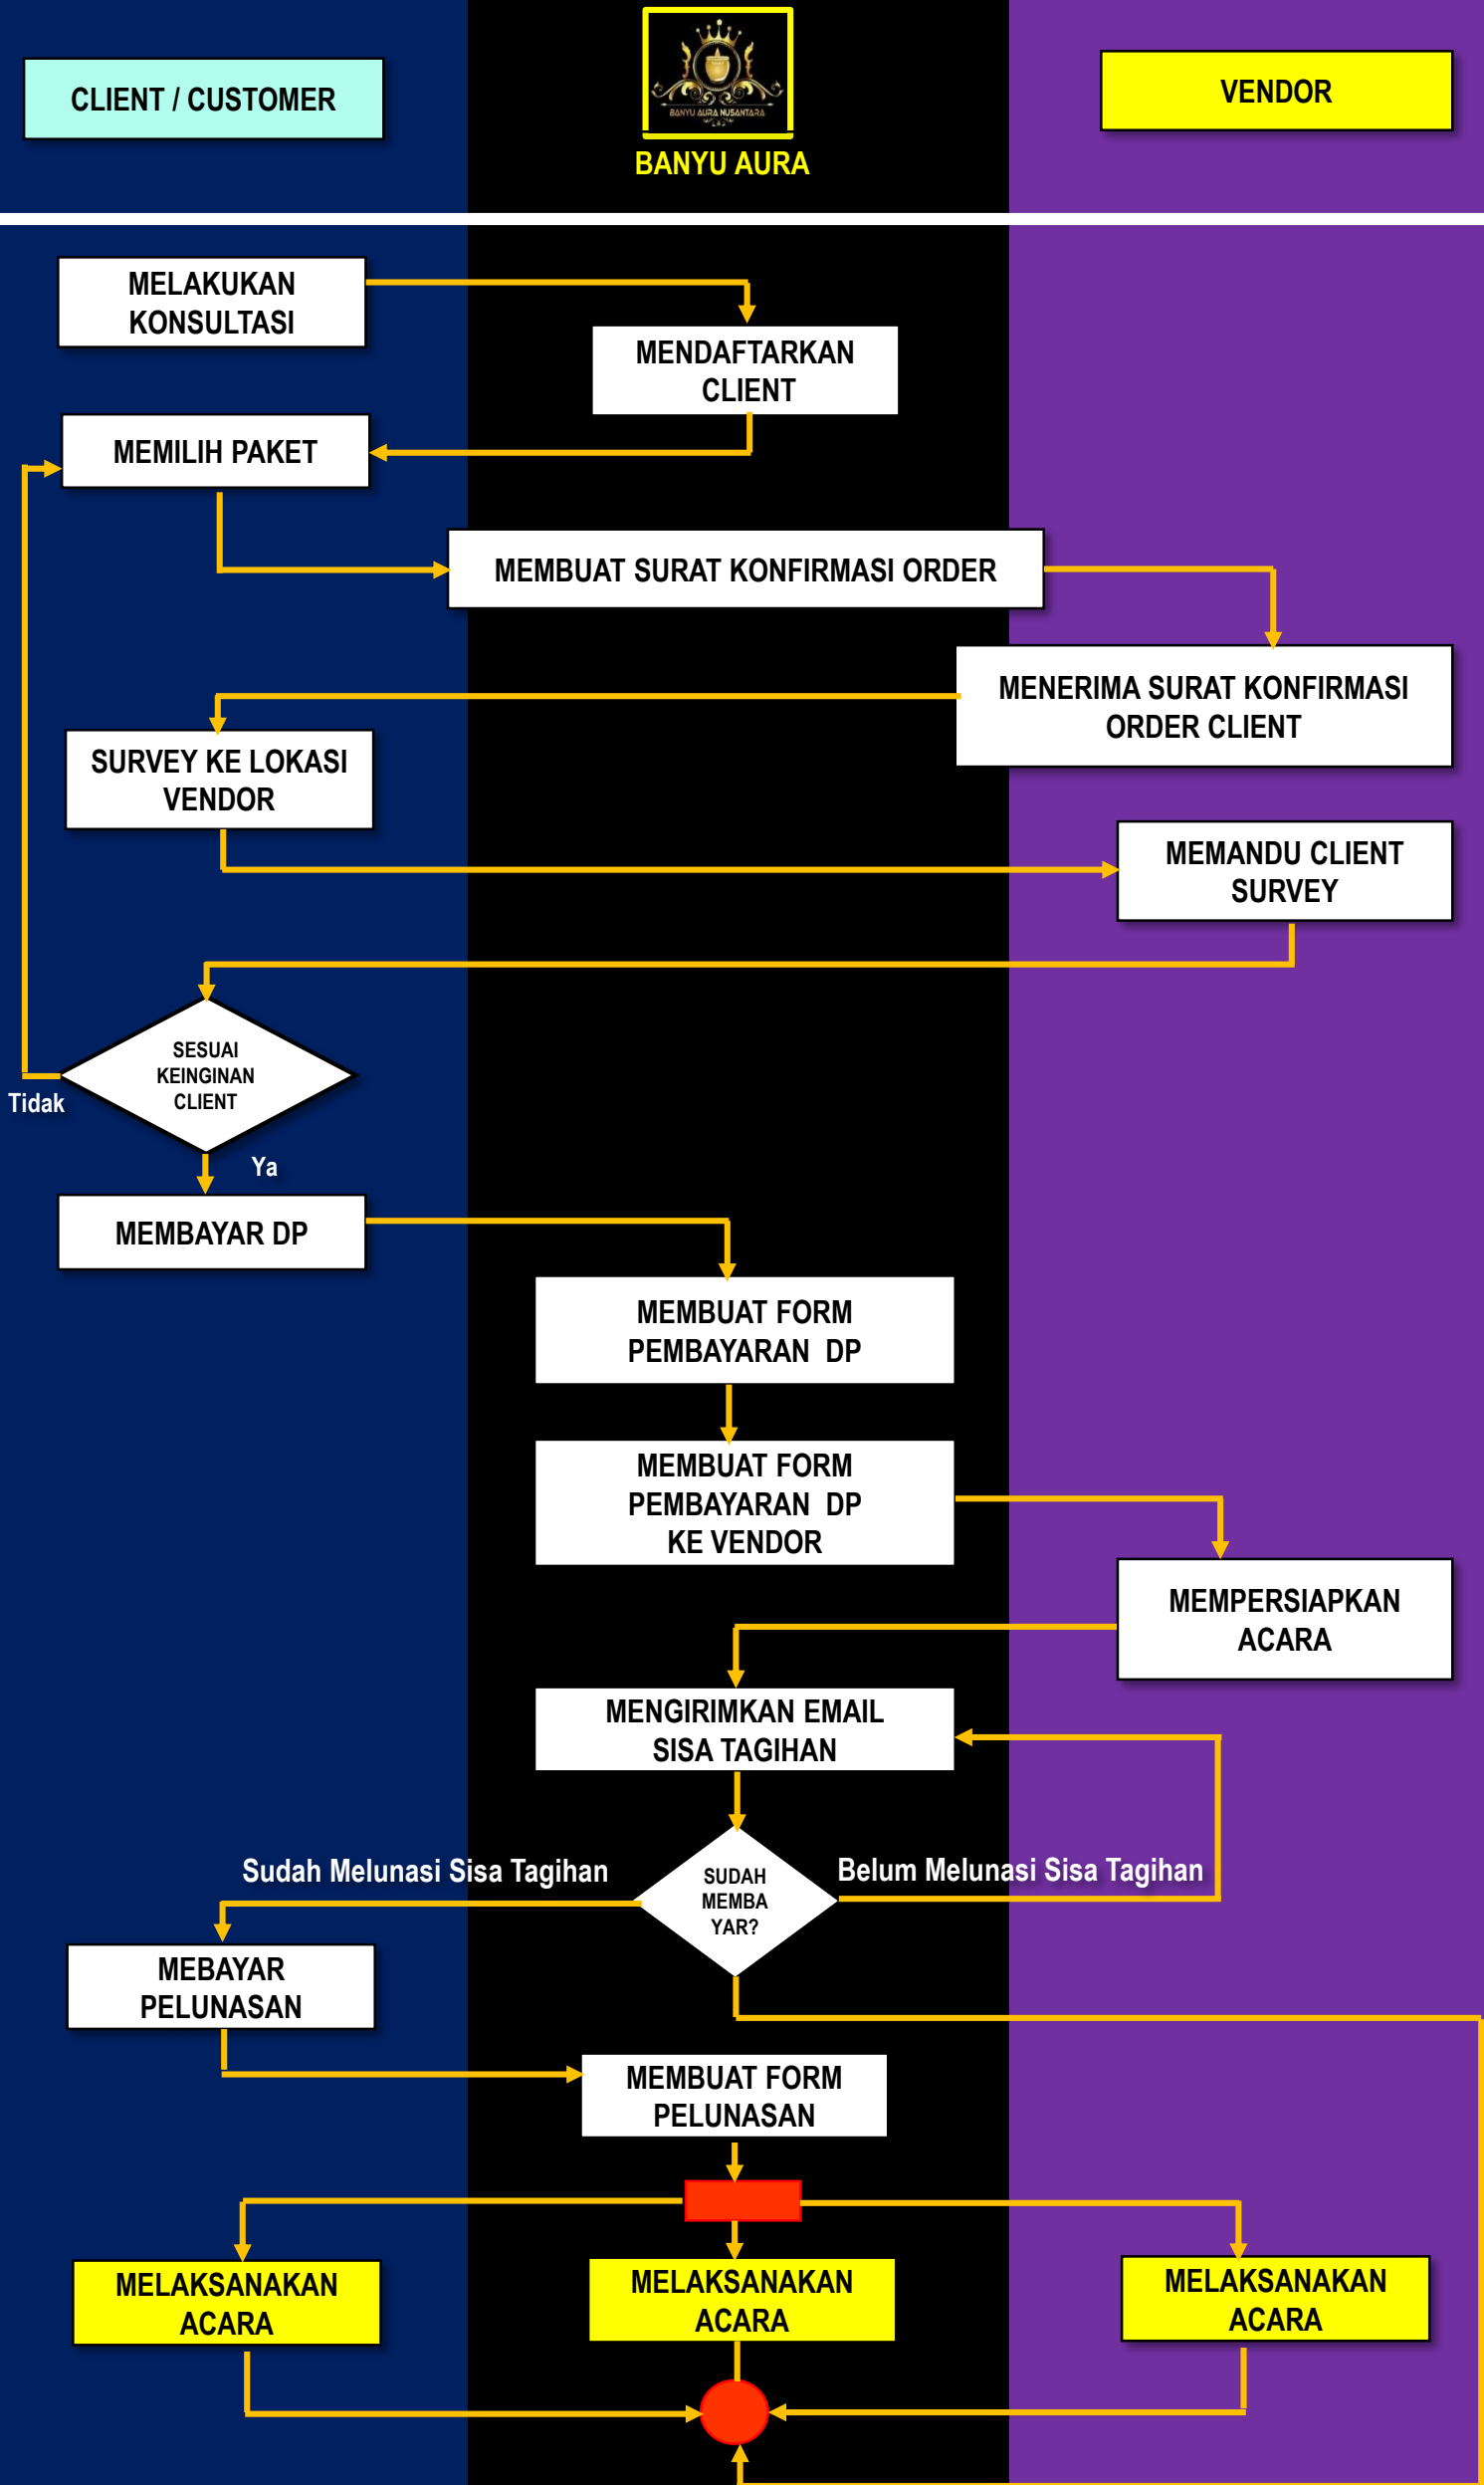 CLIENT / CUSTOMER
BANYU AURA NUSANTARA
BANYU AURA
VENDOR
MELAKUKAN
KONSULTASI
MENDAFTARKAN
CLIENT
MEMILIH PAKET
MEMBUAT SURAT KONFIRMASI ORDER
MENERIMA SURAT KONFIRMASI
ORDER CLIENT
SURVEY KE LOKASI
VENDOR
MEMANDU CLIENT
SURVEY
SESUAI
KEINGINAN
CLIENT
Tidak
Ya
MEMBAYAR DP
MEMBUAT FORM
PEMBAYARAN  DP
MEMBUAT FORM
PEMBAYARAN  DP
KE VENDOR
MEMPERSIAPKAN
ACARA
MENGIRIMKAN EMAIL
SISA TAGIHAN
Sudah Melunasi Sisa Tagihan
SUDAH
MEMBA
YAR?
Belum Melunasi Sisa Tagihan
MEBAYAR
PELUNASAN
MEMBUAT FORM
PELUNASAN
MELAKSANAKAN
ACARA
MELAKSANAKAN
ACARA
MELAKSANAKAN
ACARA